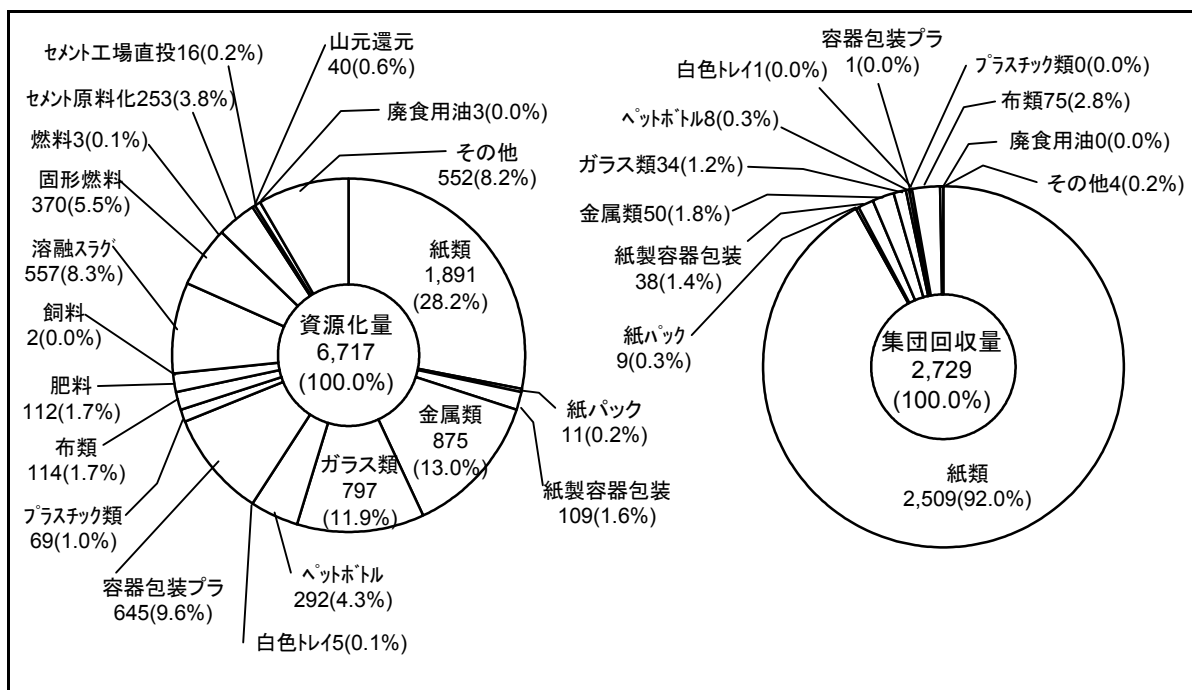 セメント工場直投16(0.2%)
山元還元
40(0.6%)
セメント原料化253(3.8%)
廃食用油3(0.0%)
燃料3(0.1%)
その他
552(8.2%)
固形燃料
370(5.5%)
溶融スラグ
557(8.3%)
飼料
2(0.0%)
肥料
112(1.7%)
布類
114(1.7%)
プラスチック類
69(1.0%)
容器包装プラ
645(9.6%)
白色トレイ5(0.1%)
ペットボトル
292(4.3%)
ガラス類
797
(11.9%)
金属類
875
(13.0%)
紙製容器包装
109(1.6%)
紙パック
11(0.2%)
紙類
1,891
(28.2%)
資源化量
6,717
(100.0%)
容器包装プラ
1(0.0%)
白色トレイ1(0.0%)
プラスチック類0(0.0%)
ペットボトル8(0.3%)
布類75(2.8%)
ガラス類34(1.2%)
廃食用油0(0.0%)
金属類50(1.8%)
その他4(0.2%)
紙製容器包装
38(1.4%)
紙パック
9(0.3%)
集団回収量
2,729
(100.0%)
紙類
2,509(92.0%)